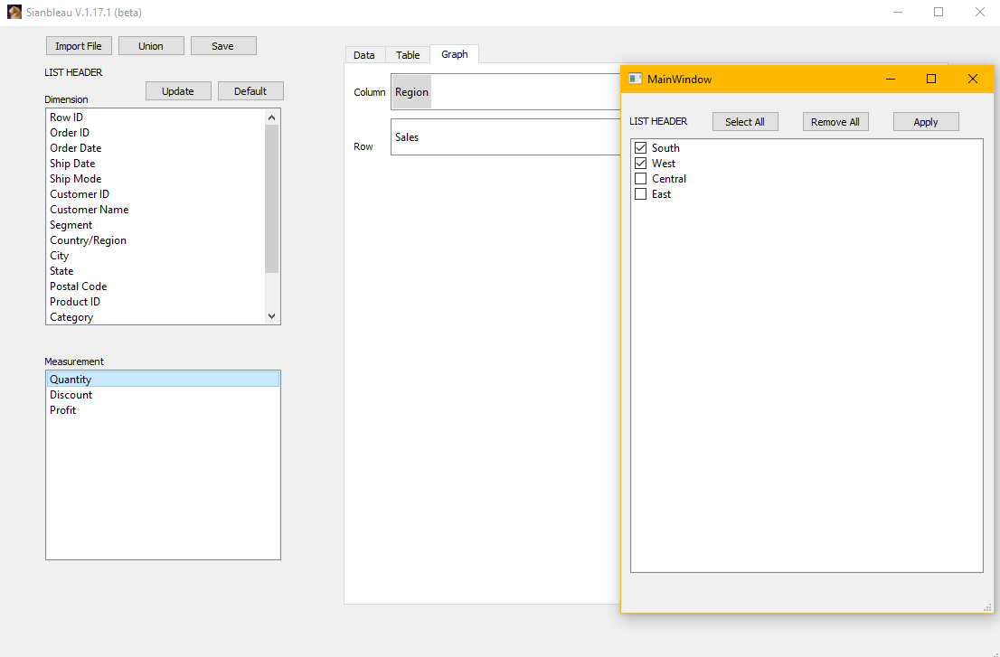 Sianbleau V.1.17.1 (beta)
Import File
Union
Save
LIST HEADER
Update
Default
Dimension
Row ID
Order ID
Order Date
Ship Date
Ship Mode
Customer ID
Customer Name
Segment
Country/Region
City
State
Postal Code
Product ID
Category
Measurement
Quantity
Discount
Profit
Data
Table
Graph
Column
Region
Row
Sales
MainWindow
LIST HEADER
Select All
Remove All
Apply
South
West
Central
East